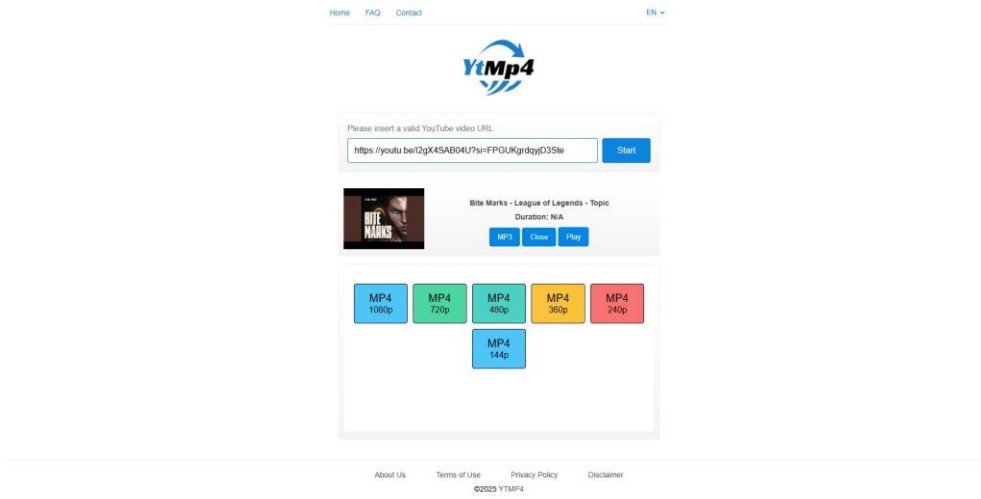 Home FAQ Contact EN
YtMp4
Please insert a valid YouTube video URL
https://youtu.be/I2gX4SAB04U?si=FPGUKgrdqyjD3Ste
Start
BITE
MARKS
Bite Marks - League of Legends - Topic
Duration: N/A
MP3 Close Play
MP4 MP4 MP4 MP4 MP4
1080p 720p 480p 360p 240p
MP4
144p
About Us Terms of Use Privacy Policy Disclaimer
©2025 YTMP4